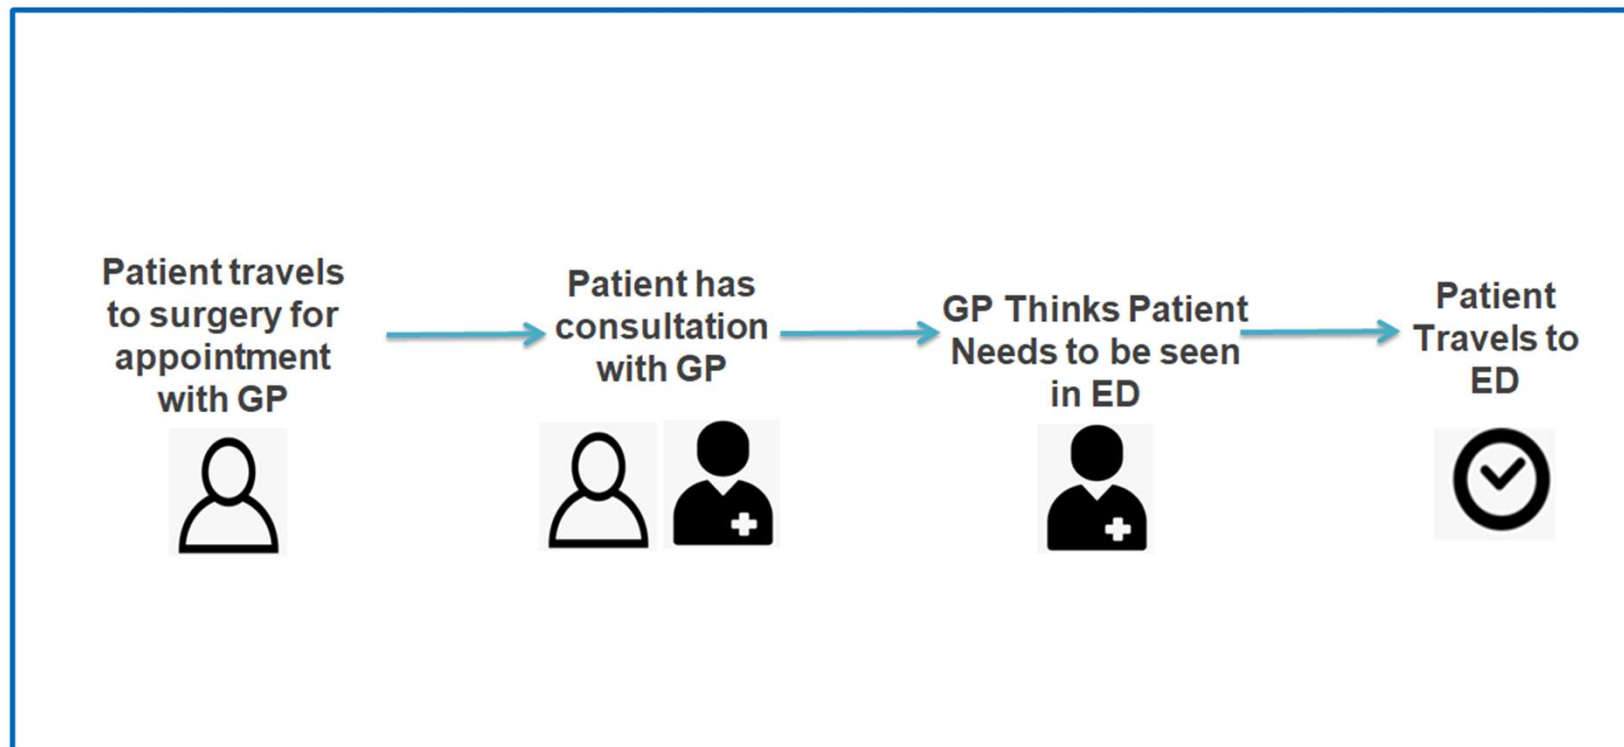 Patient travels
to surgery for
appointment
with GP
Patient has
consultation
with GP
GP Thinks Patient
Needs to be seen
in ED
Patient
Travels to
ED